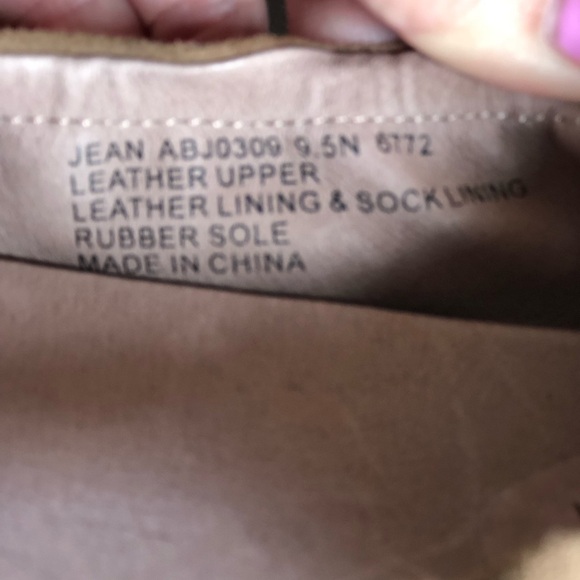 JEAN ABJ0309 9.5N 6772
LEATHER UPPER
LEATHER LINING & SOCK LINING
RUBBER SOLE
MADE IN CHINA